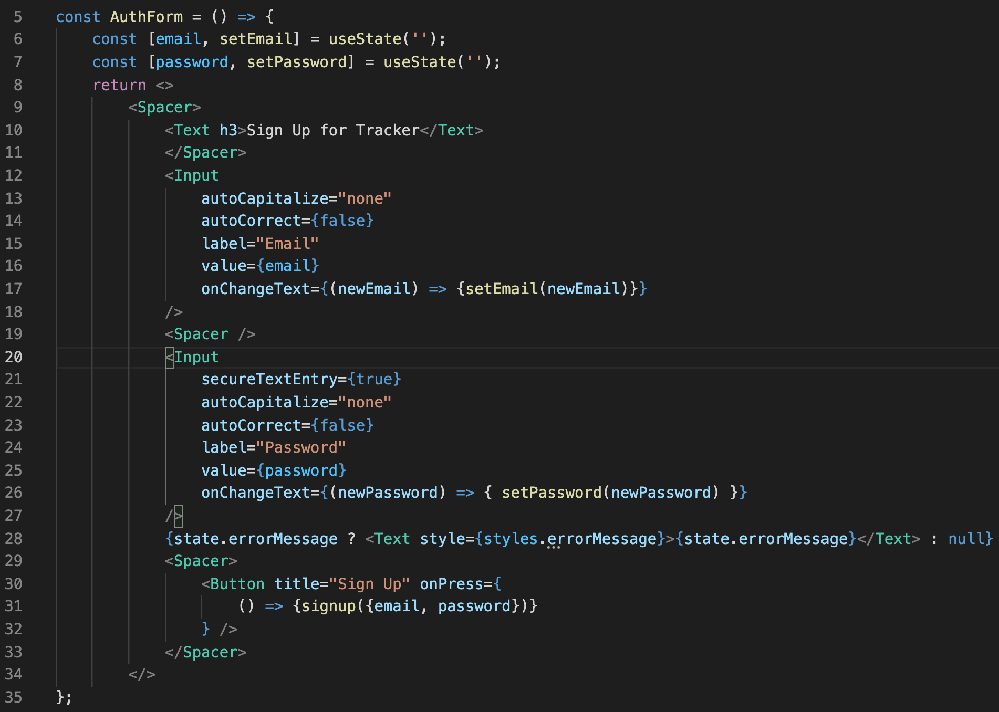 5 const AuthForm = () => {
6 const [email, setEmail] = useState('');
7 const [password, setPassword] = useState('');
8 return <>
9 <Spacer>
10 <Text h3>Sign Up for Tracker</Text>
11 </Spacer>
12 <Input
13 autoCapitalize="none"
14 autoCorrect={false}
15 label="Email"
16 value={email}
17 onChangeText={(newEmail) => {setEmail(newEmail)}}
18 />
19 <Spacer />
20 <Input
21 secureTextEntry={true}
22 autoCapitalize="none"
23 autoCorrect={false}
24 label="Password"
25 value={password}
26 onChangeText={(newPassword) => { setPassword(newPassword) }}
27 />
28 {state.errorMessage ? <Text style={styles.errorMessage}>{state.errorMessage}</Text> : null}
29 <Spacer>
30 <Button title="Sign Up" onPress={
31 () => {signup({email, password})}
32 } />
33 </Spacer>
34 </>
35 };